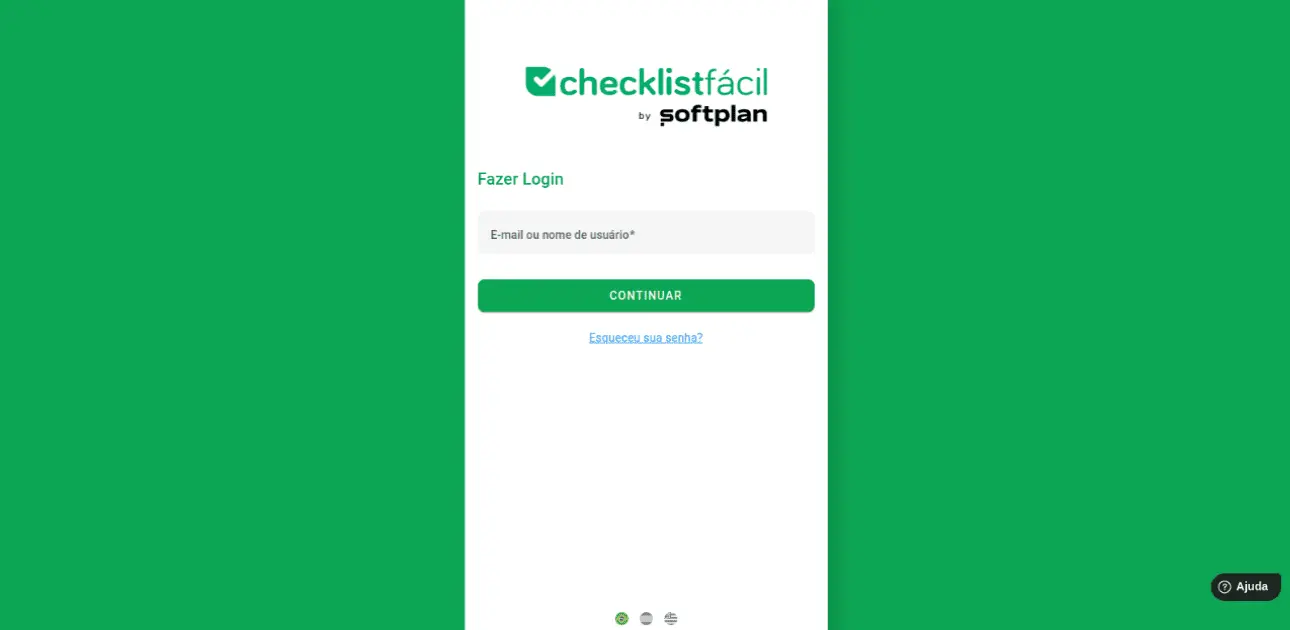 checklistfácil
by softplan
Fazer Login
E-mail ou nome de usuário*
CONTINUAR
Esqueceu sua senha?
Ajuda